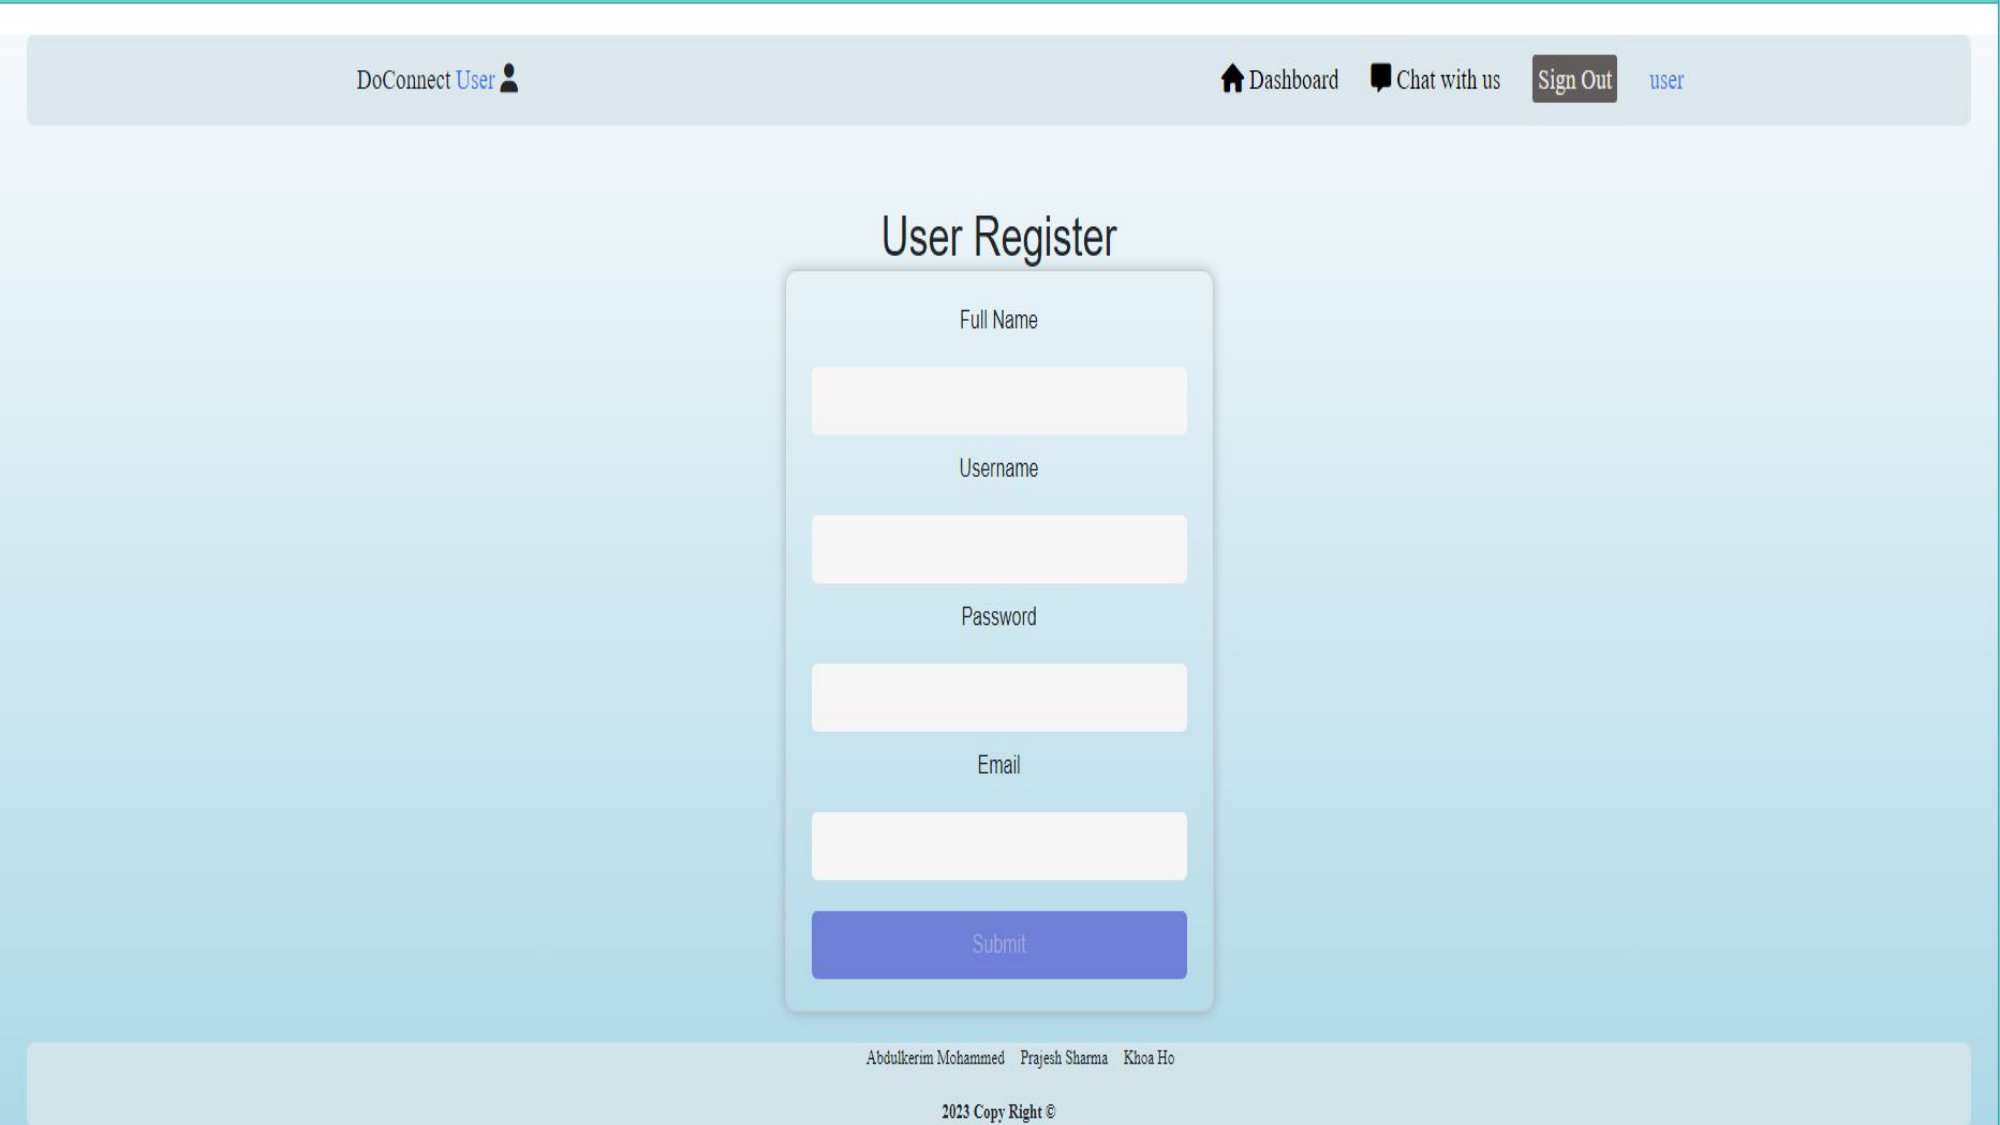 DoConnect User Dashboard Chat with us Sign Out user
User Register
Full Name
Username
Password
Email
Submit
Abdulkerim Mohammed Prajesh Sharma Khoa Ho
2023 Copy Right ©